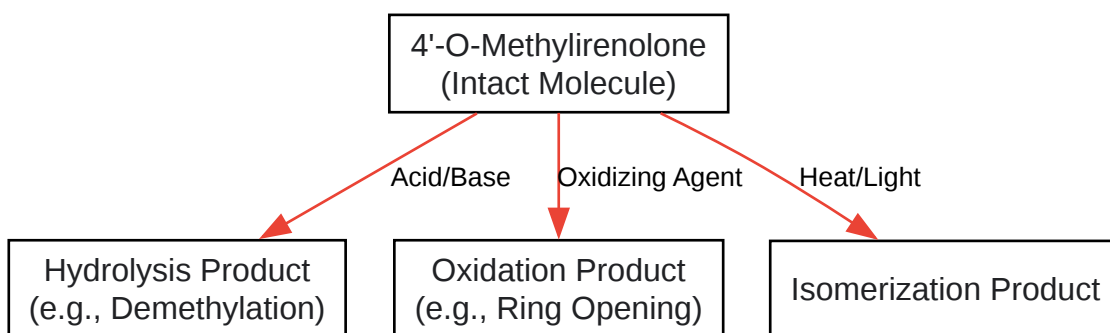 4'-O-Methylirenolone
(Intact Molecule)
Acid/Base
Oxidizing Agent
Heat/Light
Hydrolysis Product
(e.g., Demethylation)
Oxidation Product
(e.g., Ring Opening)
Isomerization Product